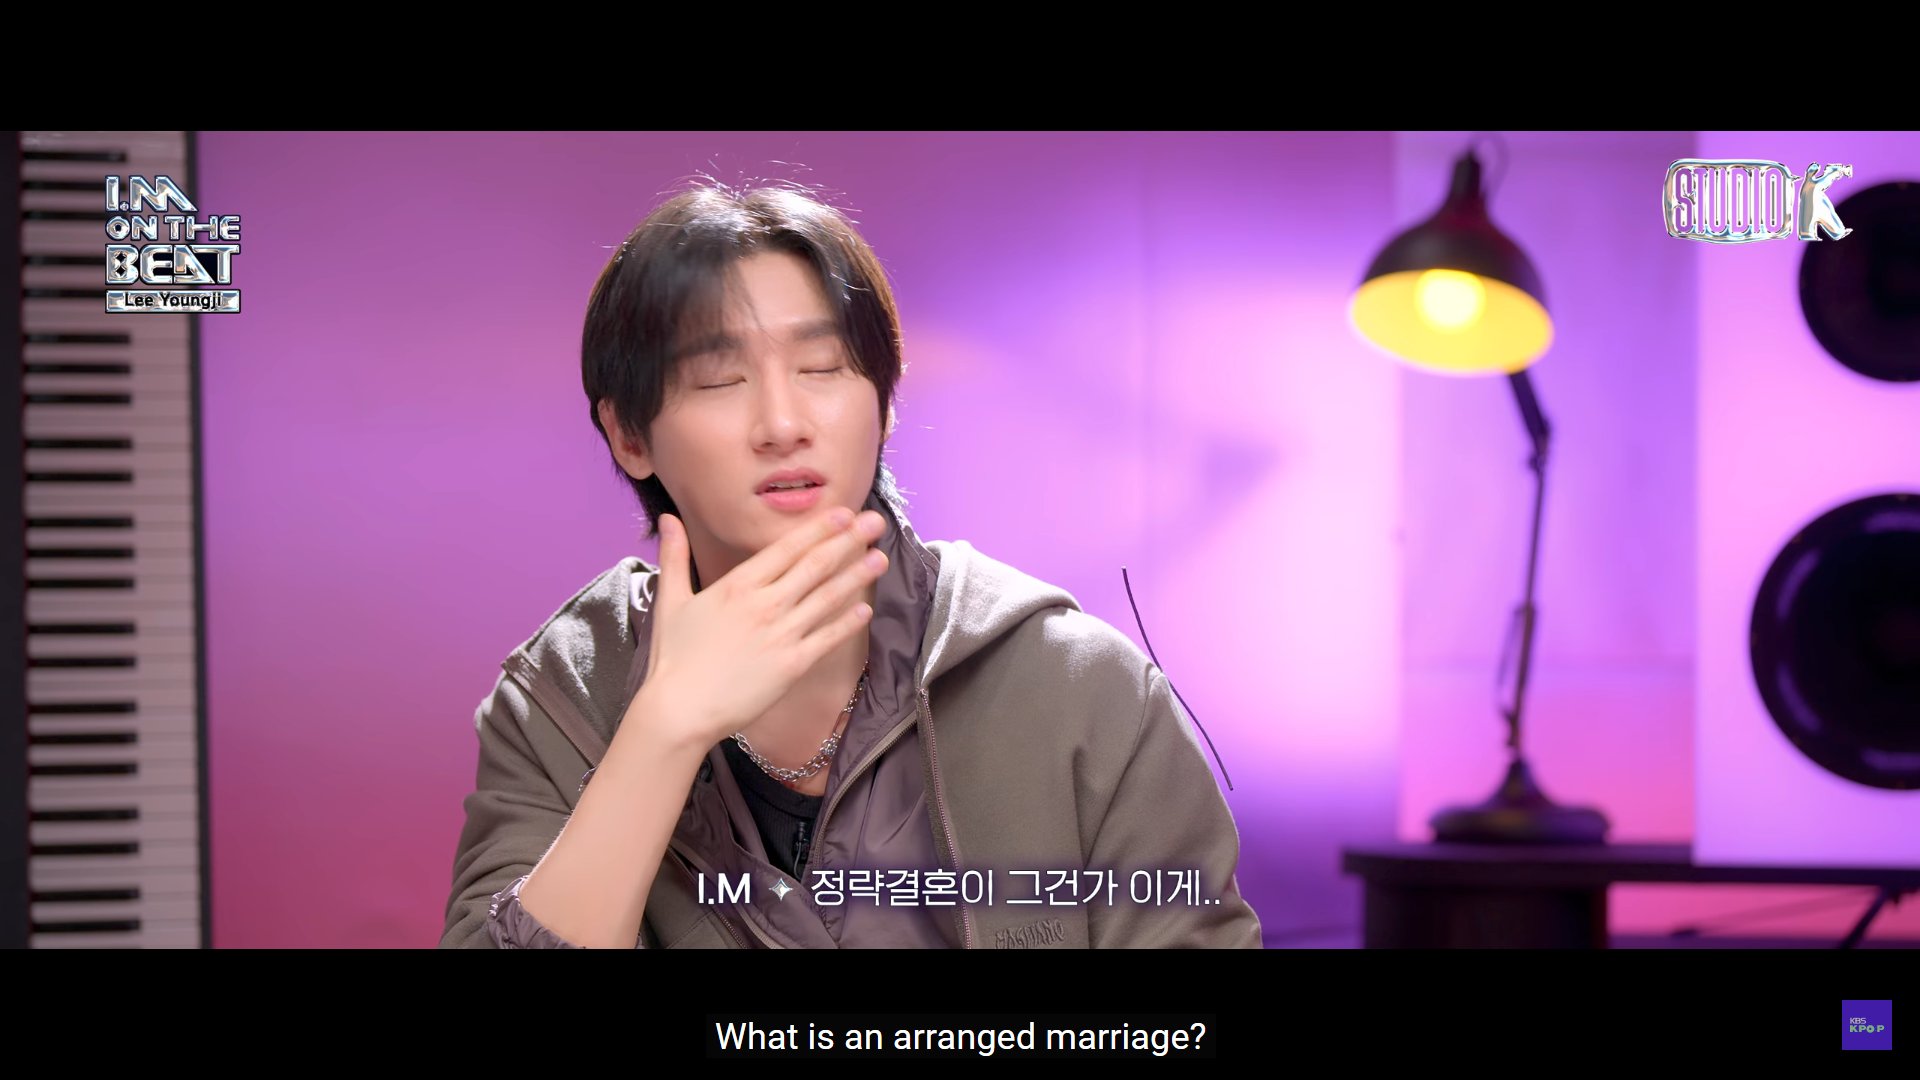 I.M
ON THE
BEAT
Lee Youngji
STUDIO K
I.M 정략결혼이 그건가 이게..
What is an arranged marriage?
KBS
KPOP